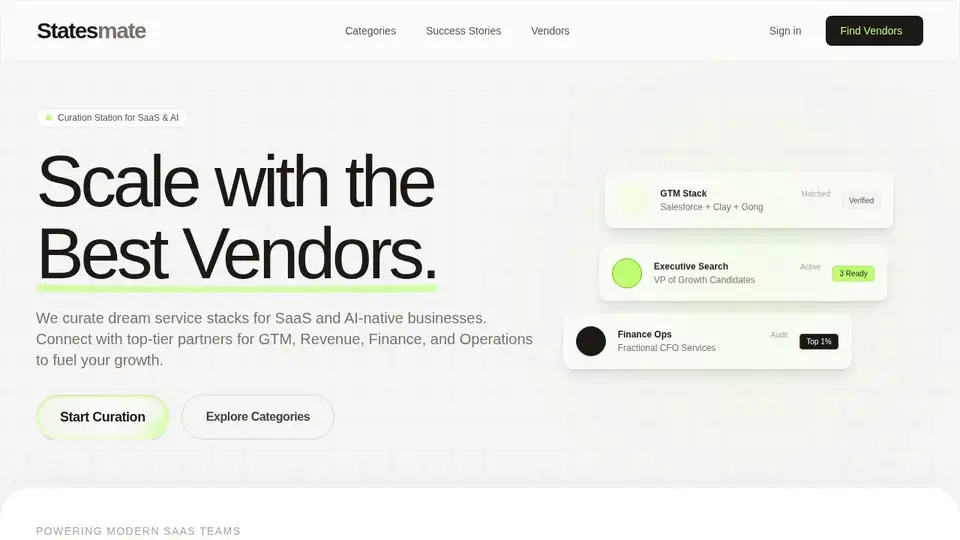 Statesmate
Categories
Success Stories
Vendors
Sign in
Find Vendors
Curation Station for SaaS & AI
Scale with the
Best Vendors.
We curate dream service stacks for SaaS and AI-native businesses.
Connect with top-tier partners for GTM, Revenue, Finance, and Operations
to fuel your growth.
Start Curation
Explore Categories
GTM Stack
Salesforce + Clay + Gong
Matched
Verified
Executive Search
VP of Growth Candidates
Active
3 Ready
Finance Ops
Fractional CFO Services
Audit
Top 1%
POWERING MODERN SAAS TEAMS